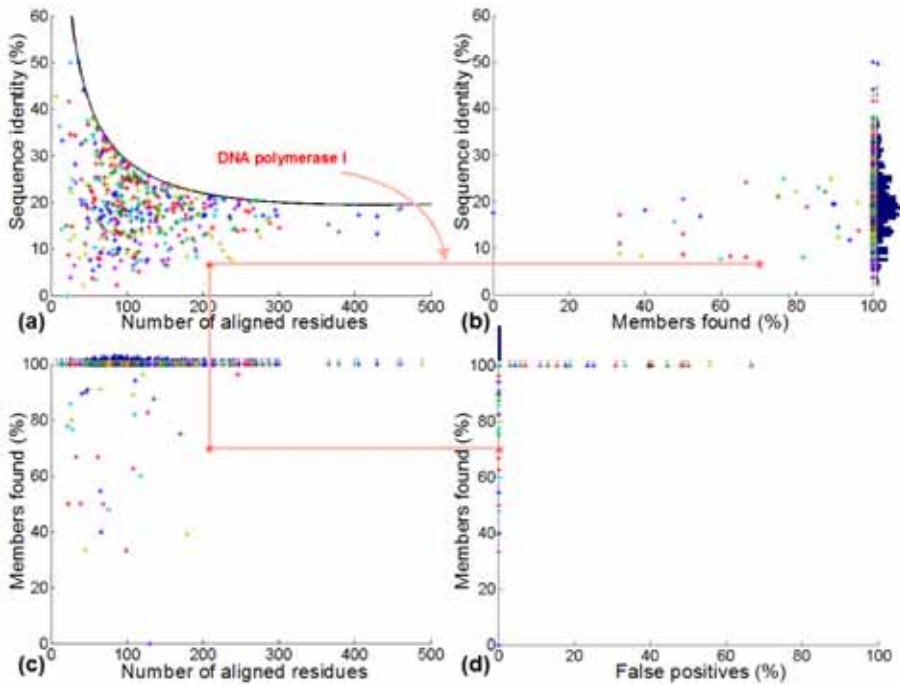 60
50
40
30
20
10
0
Sequence identity (%)
DNA polymerase I
0 100 200 300 400 500
(a) Number of aligned residues
60
50
40
30
20
10
0
Sequence identity (%)
0 20 40 60 80 100
(b) Members found (%)
100
80
60
40
20
0
Members found (%)
0 100 200 300 400 500
(c) Number of aligned residues
100
80
60
40
20
0
Members found (%)
0 20 40 60 80 100
(d) False positives (%)